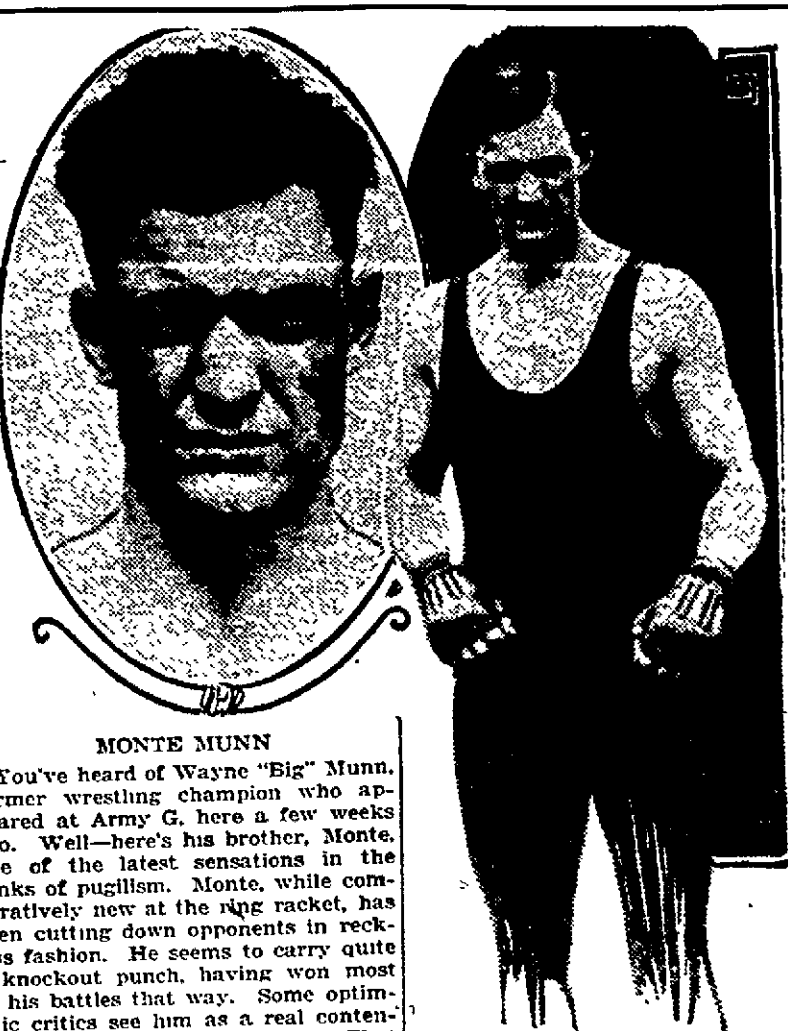 MONTE MUNN
You've heard of Wayne "Big" Munn,
rmer wrestling champion who ap-
ared at Army G. here a few weeks
o. Well—here's his brother, Monte,
e of the latest sensations in the
nks of pugilism. Monte, while com-
ratively new at the ring racket, has
en cutting down opponents in reck-
ss fashion. He seems to carry quite
knockout punch, having won most
his battles that way. Some optim-
ic critics see him as a real conten-